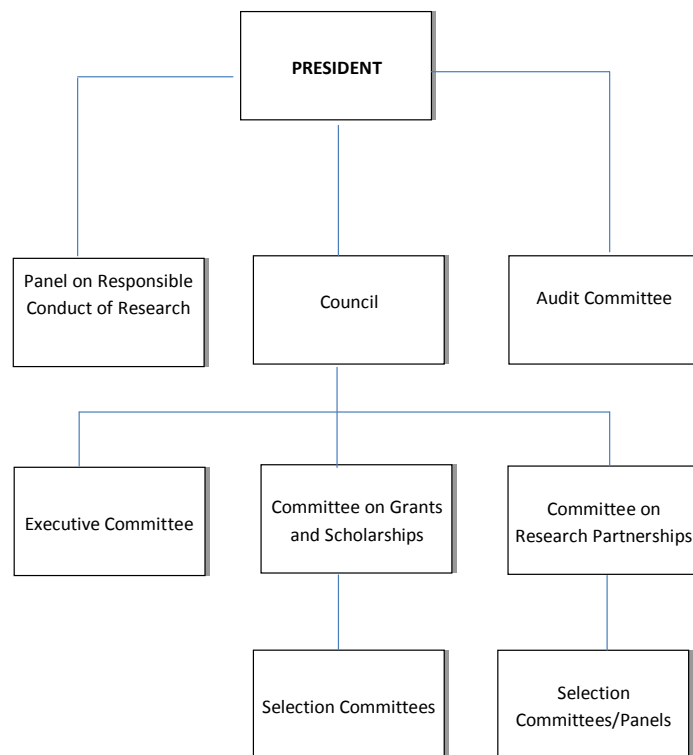 PRESIDENT
Panel on Responsible
Conduct of Research
Council
Audit Committee
Executive Committee
Committee on Grants
and Scholarships
Committee on
Research Partnerships
Selection Committees
Selection
Committees/Panels